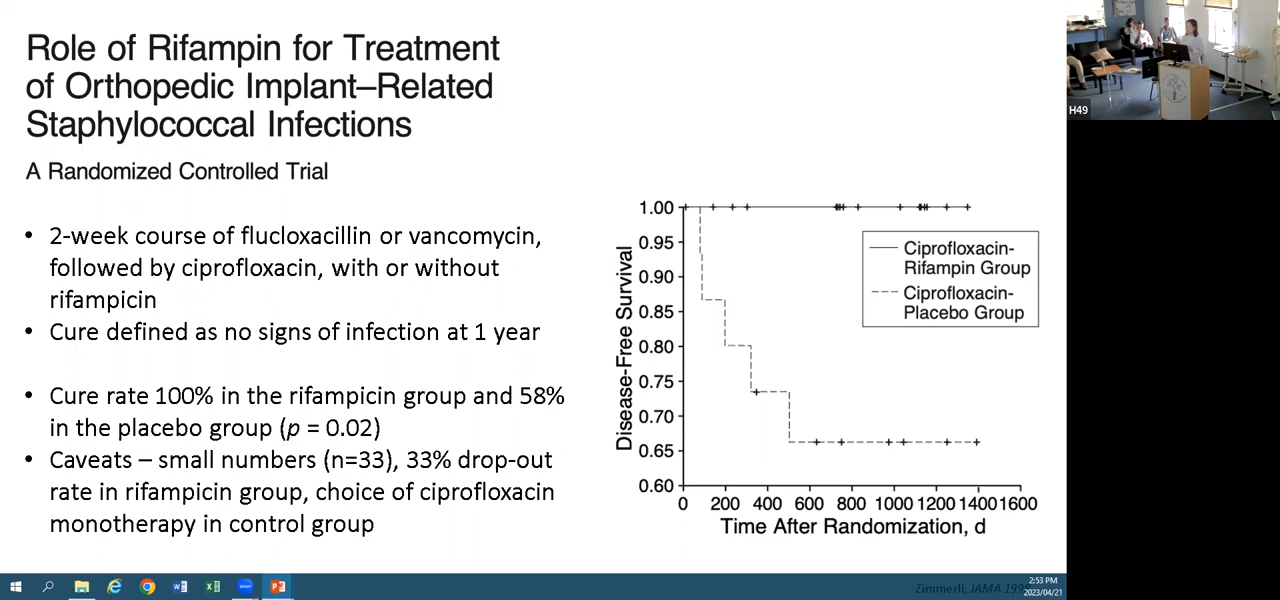 Role of Rifampin for Treatment
of Orthopedic Implant–Related
Staphylococcal Infections
A Randomized Controlled Trial
• 2-week course of flucloxacillin or vancomycin,
followed by ciprofloxacin, with or without
rifampicin
• Cure defined as no signs of infection at 1 year
• Cure rate 100% in the rifampicin group and 58%
in the placebo group (p = 0.02)
• Caveats – small numbers (n=33), 33% drop-out
rate in rifampicin group, choice of ciprofloxacin
monotherapy in control group
Disease-Free Survival
1.00
0.95
0.90
0.85
0.80
0.75
0.70
0.65
0.60
0 200 400 600 800 1000 1200 1400 1600
Time After Randomization, d
Ciprofloxacin-
Rifampin Group
Ciprofloxacin-
Placebo Group
H49
Zimmerli, JAMA
2:53 PM
2023/04/21